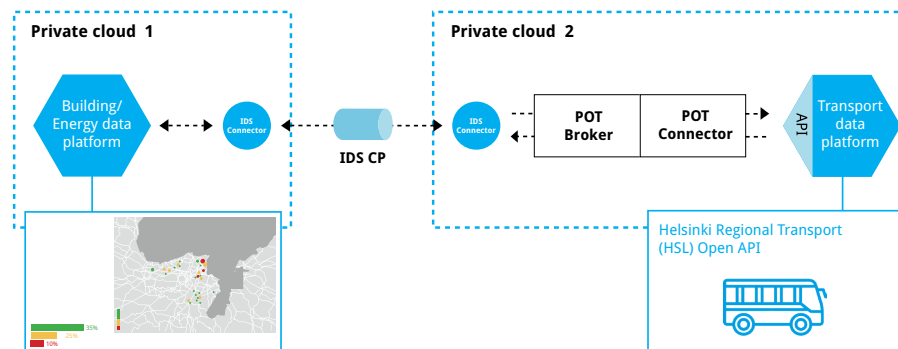 Private cloud 1
Building/
Energy data
platform
IDS
Connector
IDS CP
Private cloud 2
IDS
Connector
POT
Broker
POT
Connector
API
Transport
data
platform
35%
25%
10%
Helsinki Regional Transport
(HSL) Open API